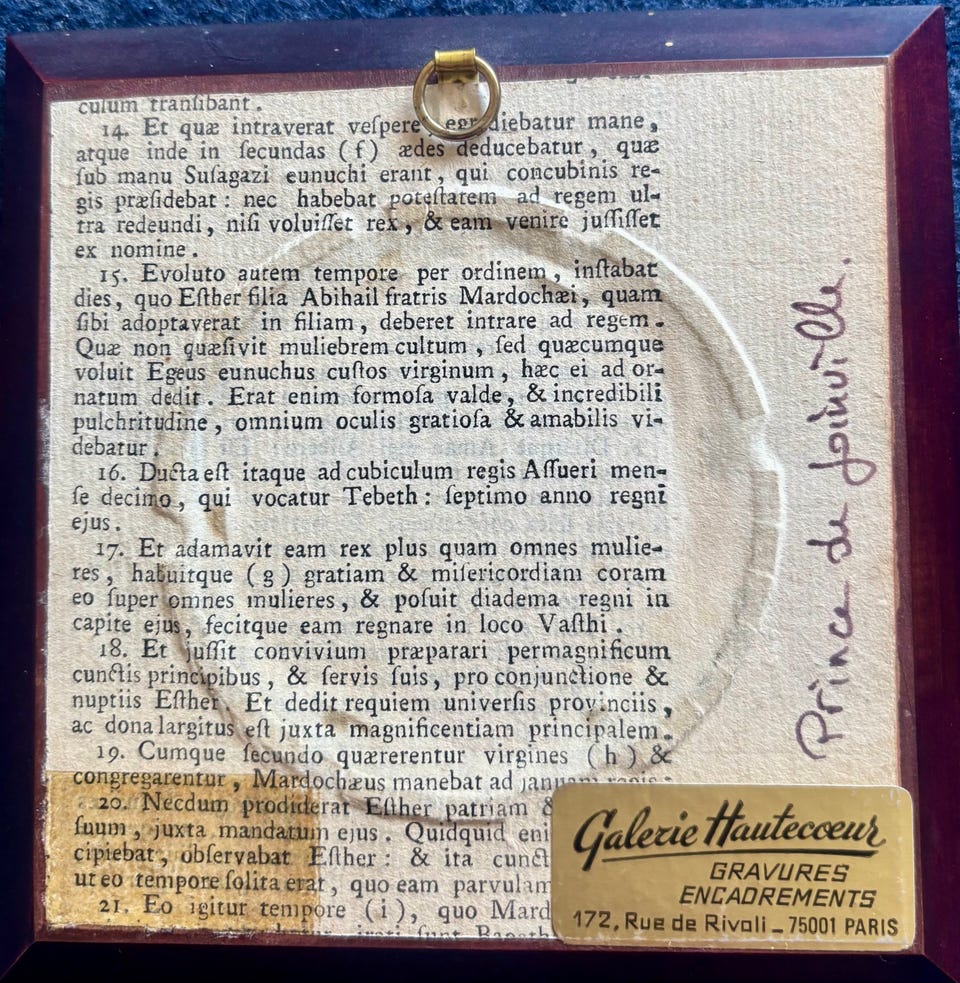 culum tranſibant.
14. Et quæ intraverat veſpere, egrediebatur mane,
atque inde in ſecundas (f) ædes deducebatur, quæ
ſub manu Suſagazi eunuchi erant, qui concubinis re-
gis præſidebat: nec habebat poteſtatem ad regem ul-
tra redeundi, niſi voluiſſet rex, & eam venire juſſiſſet
ex nomine.
15. Evoluto autem tempore per ordinem, inſtabat
dies, quo Eſther filia Abihail fratris Mardochæi, quam
ſibi adoptaverat in filiam, deberet intrare ad regem.
Quæ non quæſivit muliebrem cultum, ſed quæcumque
voluit Egeus eunuchus cuſtos virginum, hæc ei ad or-
natum dedit. Erat enim formoſa valde, & incredibili
pulchritudine, omnium oculis gratioſa & amabilis vi-
debatur.
16. Ducta eſt itaque ad cubiculum regis Aſſueri men-
ſe decimo, qui vocatur Tebeth: ſeptimo anno regni
ejus.
17. Et adamavit eam rex plus quam omnes mulie-
res, habuitque (g) gratiam & miſericordiam coram
eo ſuper omnes mulieres, & poſuit diadema regni in
capite ejus, fecitque eam regnare in loco Vaſthi.
18. Et juſſit convivium præparari permagnificum
cunctis principibus, & ſervis ſuis, pro conjunctione &
nuptiis Eſther. Et dedit requiem univerſis provinciis,
ac dona largitus eſt juxta magnificentiam principalem.
19. Cumque ſecundo quærerentur virgines (h) &
congregarentur, Mardochæus manebat ad januam regis:
20. Necdum prodiderat Eſther patriam &
ſuum, juxta mandatum ejus. Quidquid eni
cipiebat, obſervabat Eſther: & ita cunct
ut eo tempore ſolita erat, quo eam parvulam
21. Eo igitur tempore (i), quo Mard
Prince de Joinville.
Galerie Hautecœur
GRAVURES
ENCADREMENTS
172, Rue de Rivoli _ 75001 PARIS